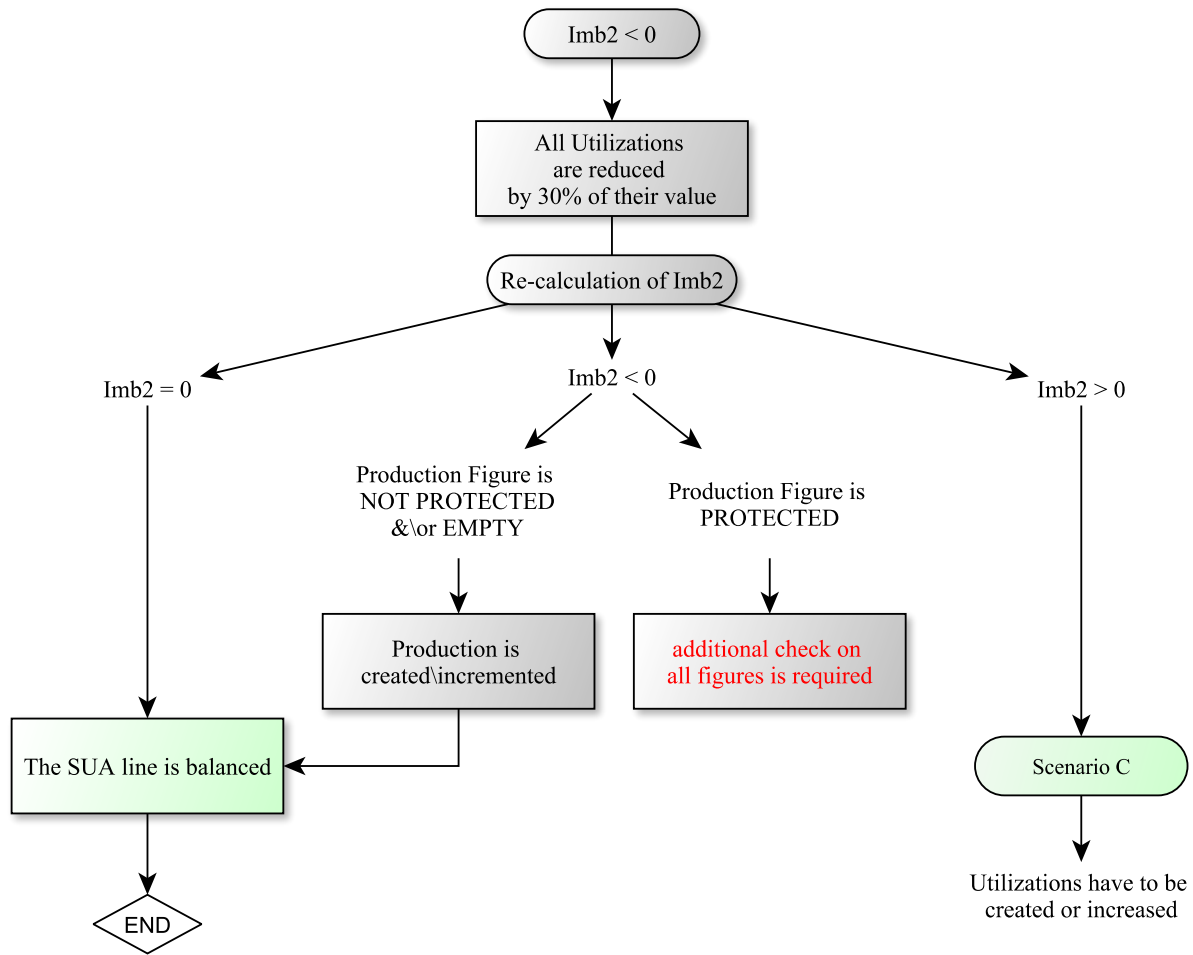 Imb2 < 0
All Utilizations
are reduced
by 30% of their value
Re-calculation of Imb2
Imb2 = 0
Imb2 < 0
Imb2 > 0
Production Figure is
NOT PROTECTED
&\or EMPTY
Production Figure is
PROTECTED
Production is
created\incremented
additional check on
all figures is required
The SUA line is balanced
Scenario C
END
Utilizations have to be
created or increased